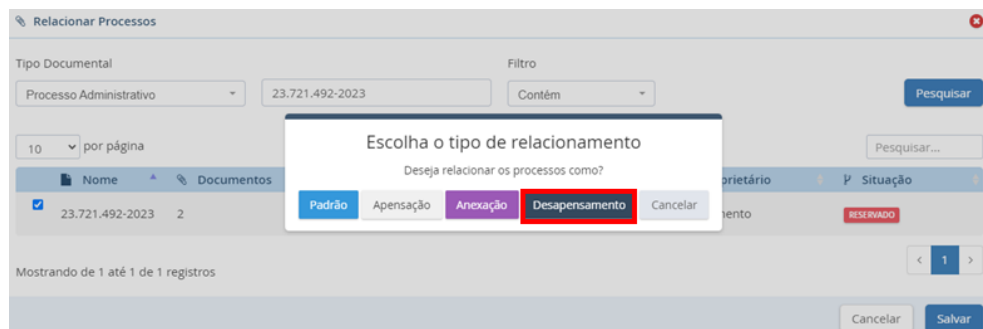 Relacionar Processos
Tipo Documental
Filtro
Processo Administrativo
23.721.492-2023
Contém
Pesquisar
Escolha o tipo de relacionamento
Deseja relacionar os processos como?
Padrão Apensação Anexação Desapensamento Cancelar
10 por página
Pesquisar...
Nome Documentos Situação
23.721.492-2023 2 RESERVADO
Mostrando de 1 até 1 de 1 registros
< 1 >
Cancelar Salvar